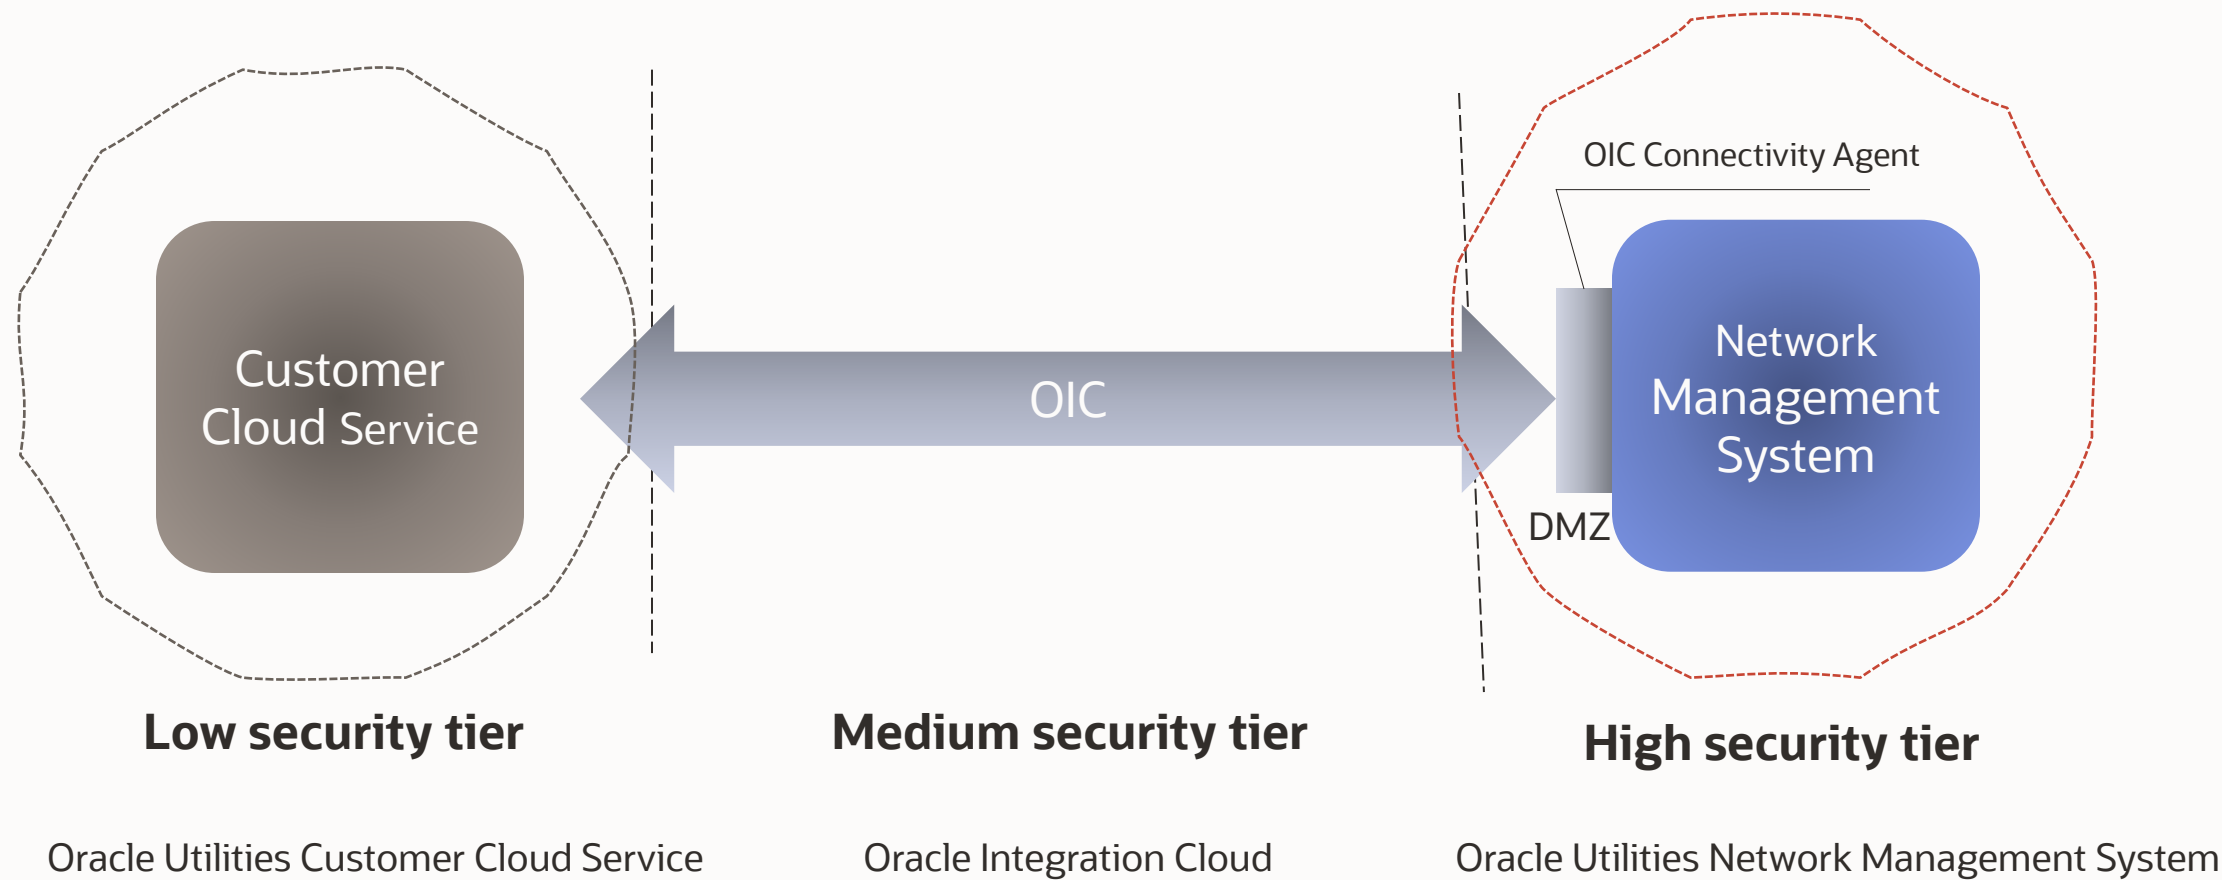 OIC Connectivity Agent
Customer
Cloud Service
OIC
Network
Management
System
DMZ
Low security tier
Medium security tier
High security tier
Oracle Utilities Customer Cloud Service
Oracle Integration Cloud
Oracle Utilities Network Management System